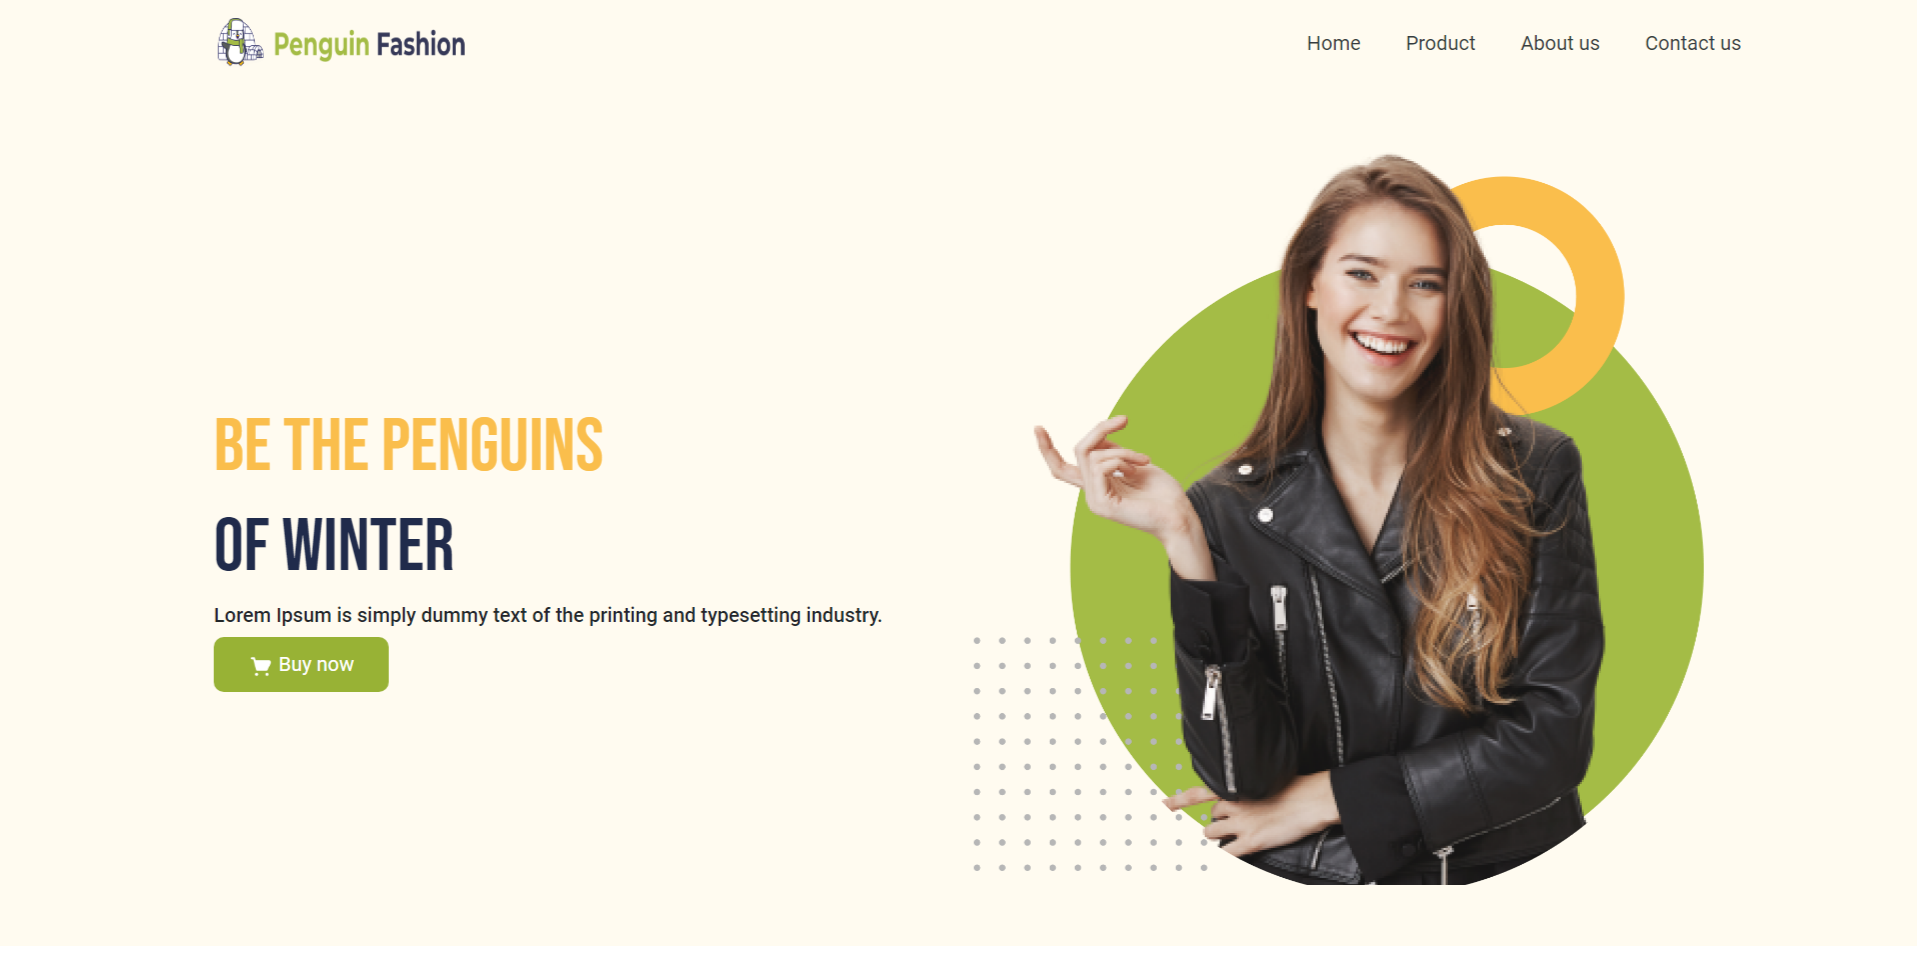 Penguin Fashion
Home Product About us Contact us
BE THE PENGUINS
OF WINTER
Lorem Ipsum is simply dummy text of the printing and typesetting industry.
Buy now